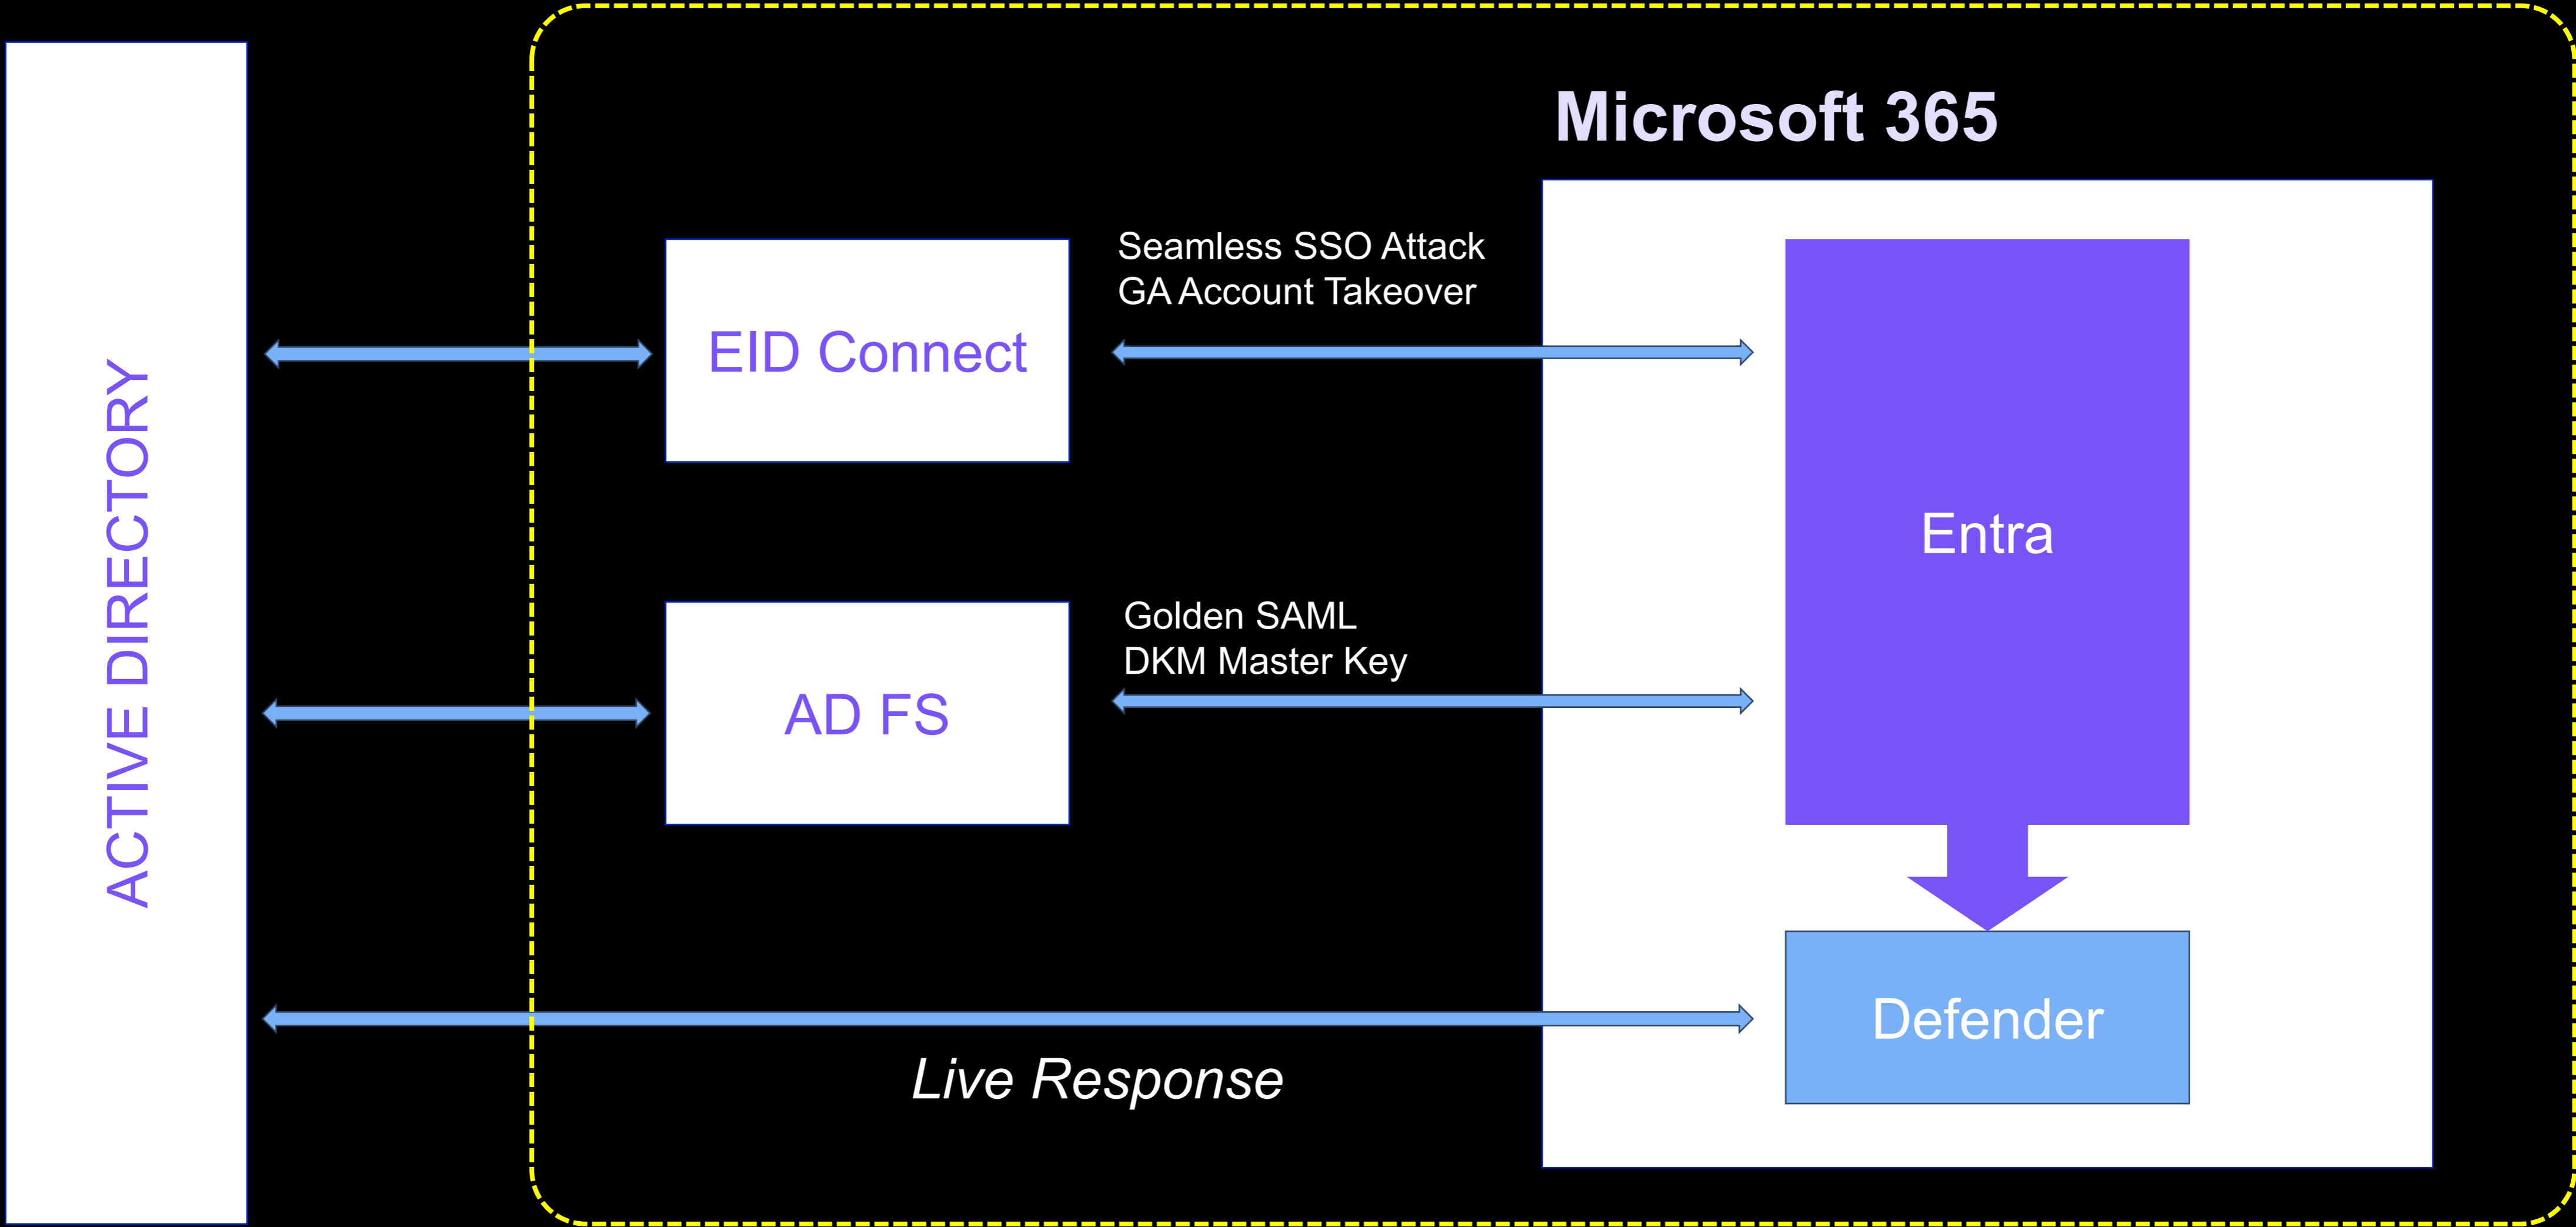 ACTIVE DIRECTORY
Microsoft 365
EID Connect
Seamless SSO Attack
GA Account Takeover
Entra
AD FS
Golden SAML
DKM Master Key
Defender
Live Response